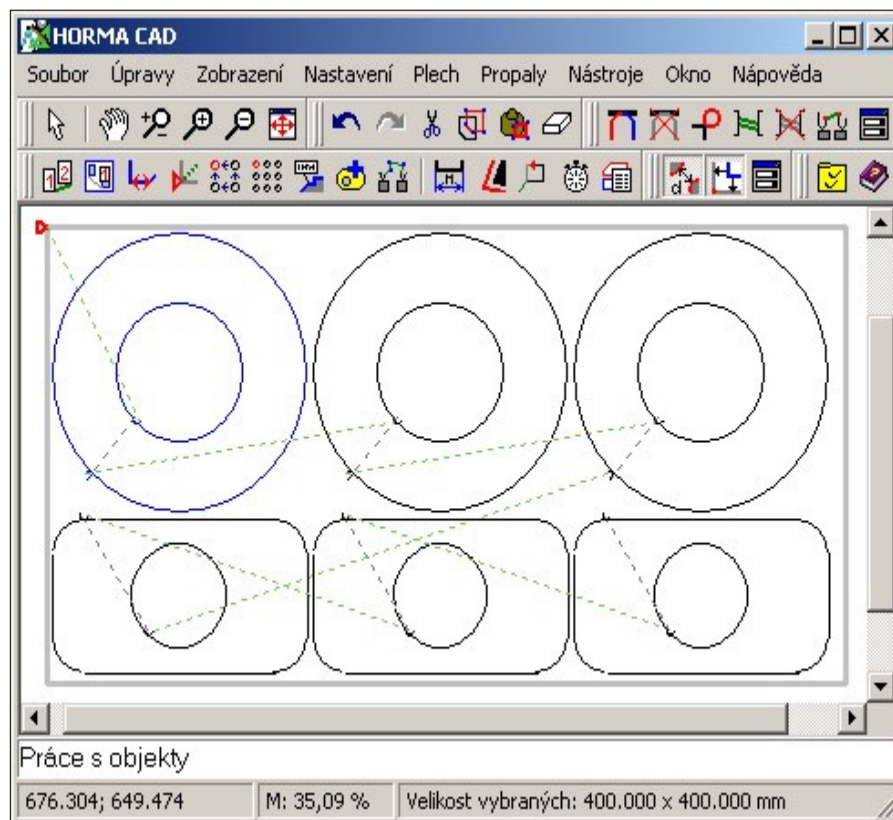 HORMA CAD
Soubor Úpravy Zobrazení Nastavení Plech Propaly Nástroje Okno Nápověda
Práce s objekty
676.304; 649.474 M: 35,09 % Velikost vybraných: 400.000 x 400.000 mm